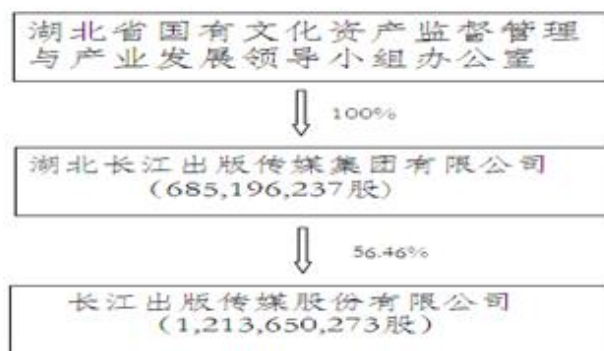 湖北省国有文化资产监督管理
与产业发展领导小组办公室
100%
湖北长江出版传媒集团有限公司
(685,196,237股)
56.46%
长江出版传媒股份有限公司
(1,213,650,273股)